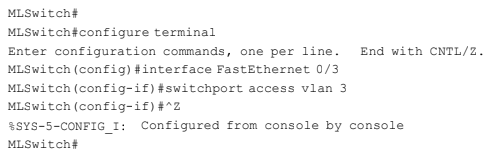 MLSwitch#
MLSwitch#configure terminal
Enter configuration commands, one per line.  End with CNTL/Z.
MLSwitch(config)#interface FastEthernet 0/3
MLSwitch(config-if)#switchport access vlan 3
MLSwitch(config-if)#^Z
%SYS-5-CONFIG_I: Configured from console by console
MLSwitch#